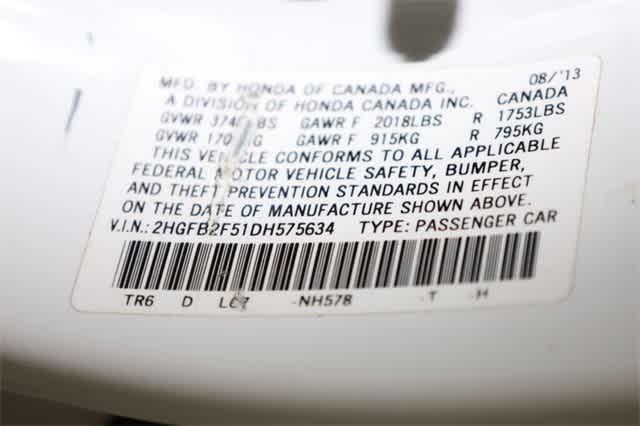 MFD. BY HONDA OF CANADA MFG., 08/'13
A DIVISION OF HONDA CANADA INC. CANADA
GVWR GAWR F 2018LBS R 1753LBS
GVWR GAWR F 915KG R 795KG
THIS VEHICLE CONFORMS TO ALL APPLICABLE
FEDERAL MOTOR VEHICLE SAFETY, BUMPER,
AND THEFT PREVENTION STANDARDS IN EFFECT
ON THE DATE OF MANUFACTURE SHOWN ABOVE.
V.I.N.: 2HGFB2F51DH575634 TYPE: PASSENGER CAR
TR6 D -NH578 -T -H